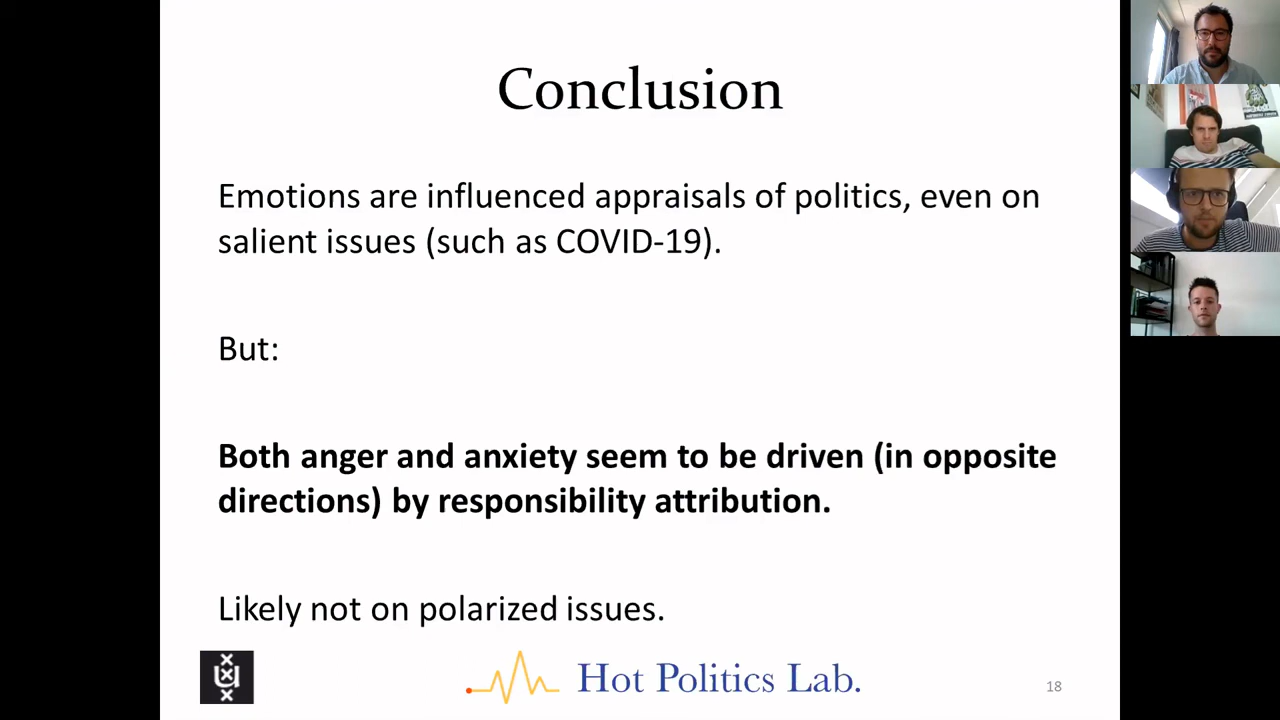 Conclusion
Emotions are influenced appraisals of politics, even on
salient issues (such as COVID-19).
But:
Both anger and anxiety seem to be driven (in opposite
directions) by responsibility attribution.
Likely not on polarized issues.
Hot Politics Lab.
18